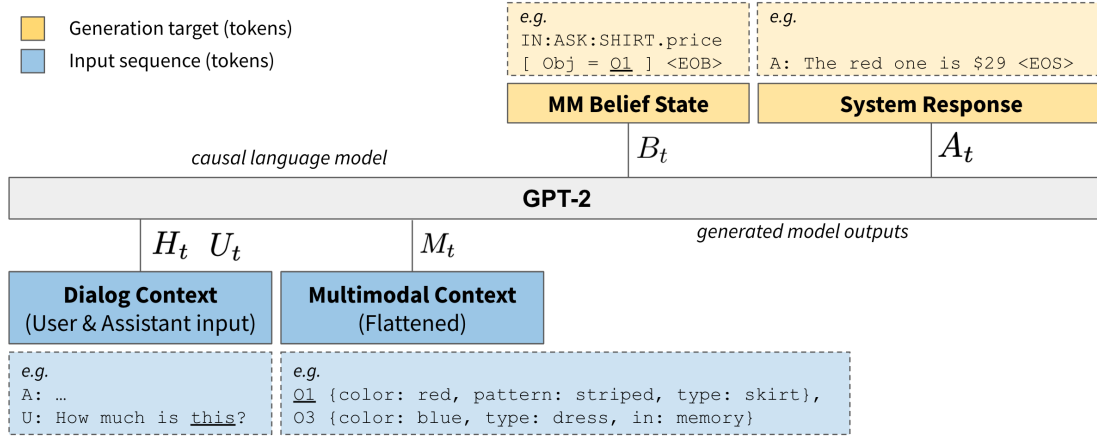 Generation target (tokens)
Input sequence (tokens)
e.g.
IN:ASK:SHIRT.price
[ Obj = O1 ] <EOB>
e.g.
A: The red one is $29 <EOS>
MM Belief State
System Response
B_t
A_t
causal language model
GPT-2
generated model outputs
H_t U_t
M_t
Dialog Context
(User & Assistant input)
Multimodal Context
(Flattened)
e.g.
A: …
U: How much is this?
e.g.
O1 {color: red, pattern: striped, type: skirt},
O3 {color: blue, type: dress, in: memory}